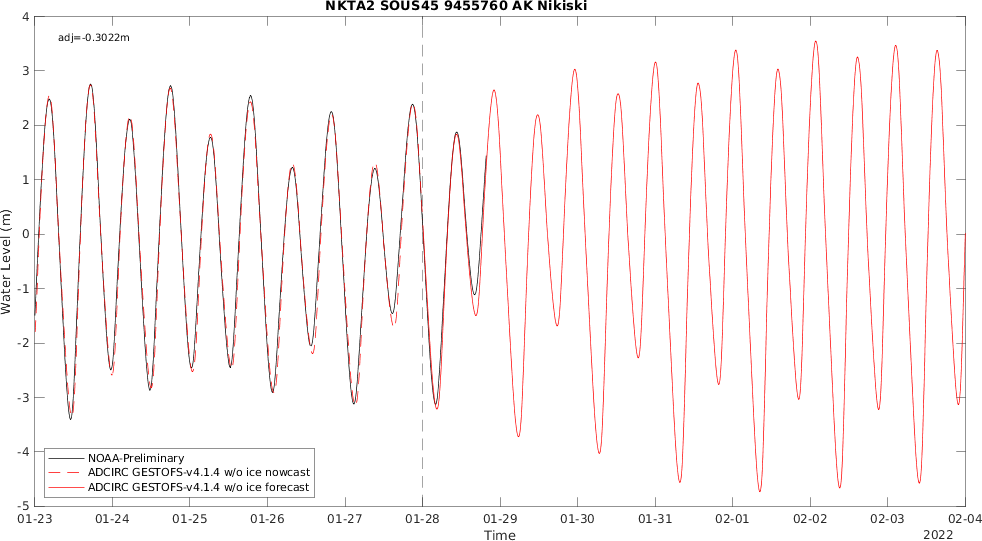 NKTA2 SOUS45 9455760 AK Nikiski
adj=-0.3022m
4
3
2
1
0
-1
-2
-3
-4
-5
Water Level (m)
NOAA-Preliminary
ADCIRC GESTOFS-v4.1.4 w/o ice nowcast
ADCIRC GESTOFS-v4.1.4 w/o ice forecast
01-23 01-24 01-25 01-26 01-27 01-28 01-29 01-30 01-31 02-01 02-02 02-03 02-04
Time
2022